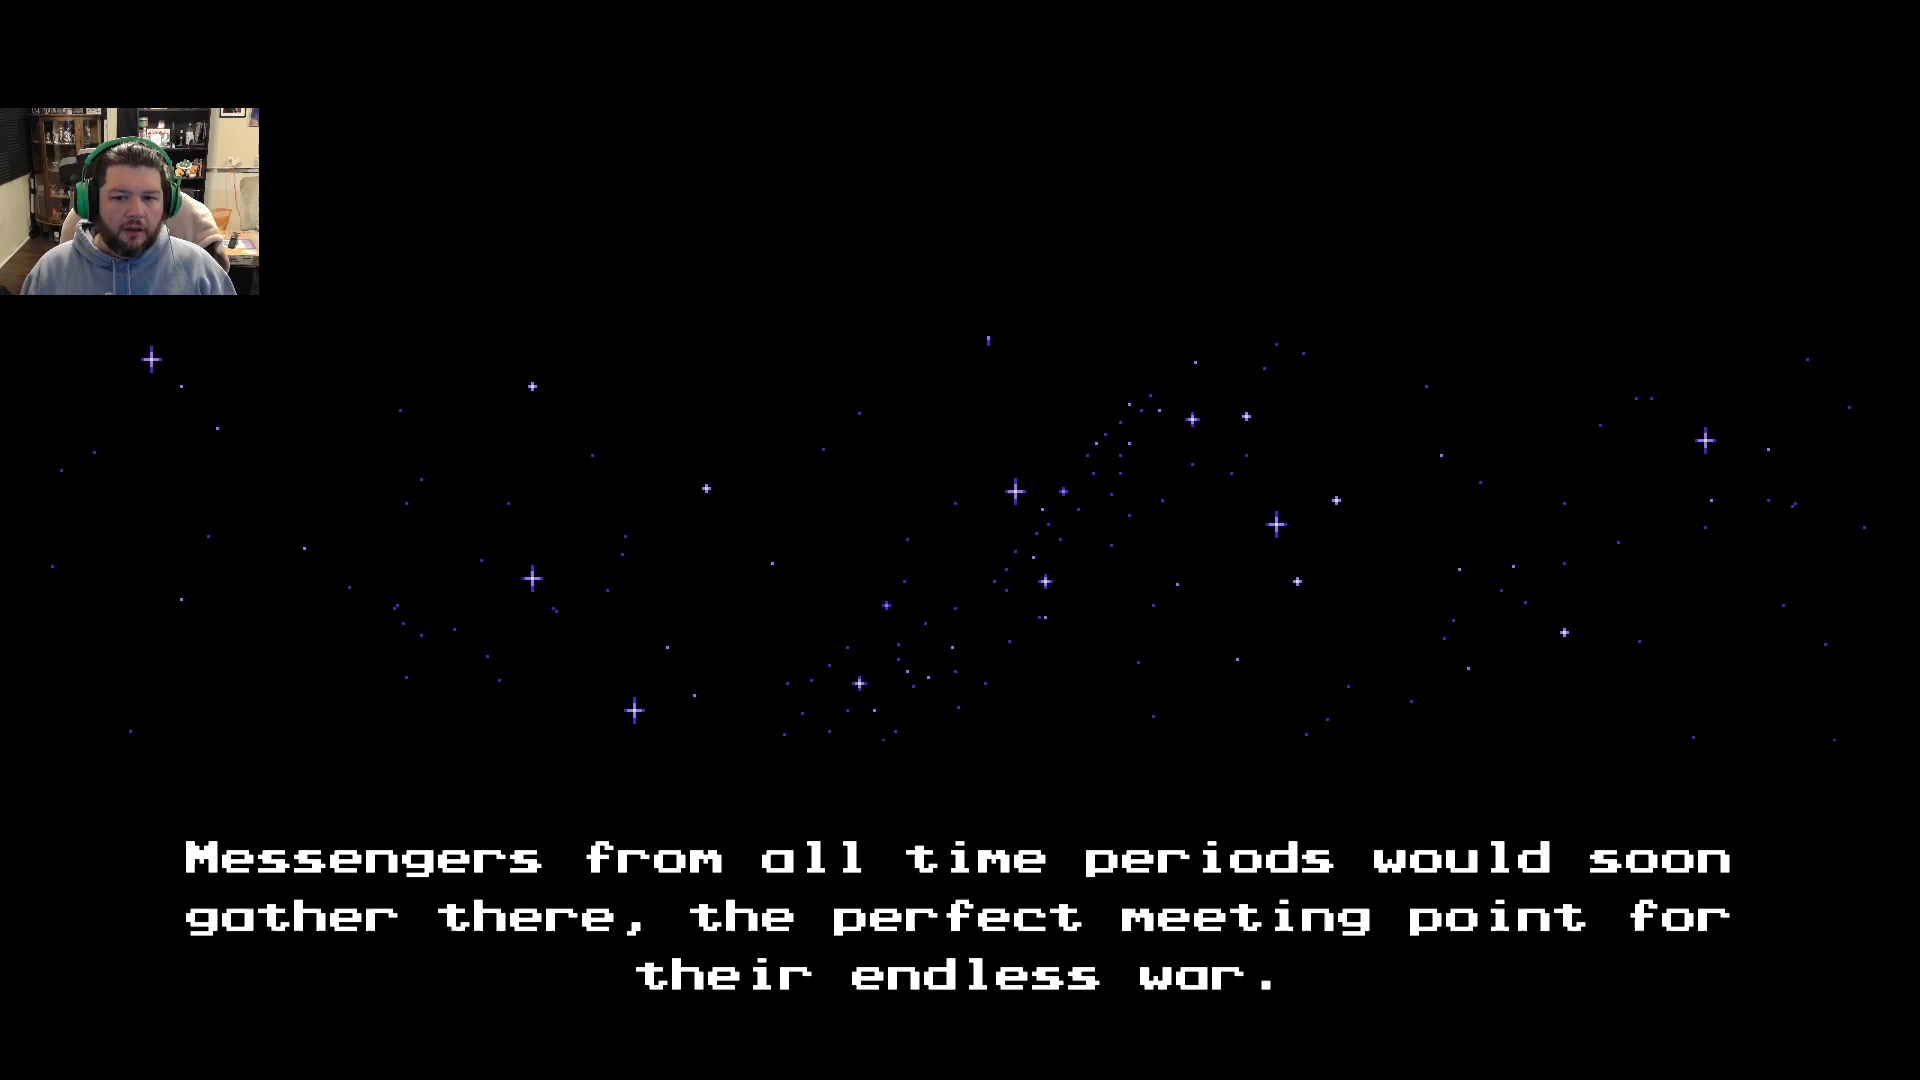 Messengers from all time periods would soon
gather there, the perfect meeting point for
their endless war.